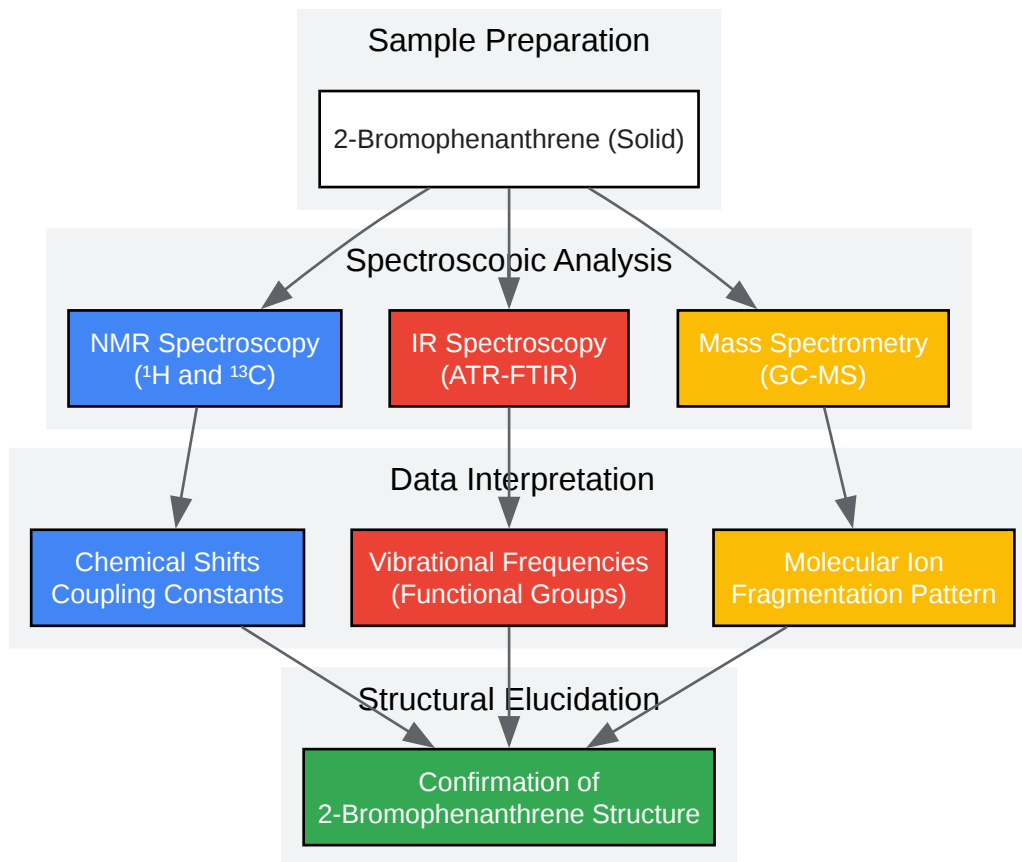 Sample Preparation
2-Bromophenanthrene (Solid)
Spectroscopic Analysis
NMR Spectroscopy
(¹H and ¹³C)
IR Spectroscopy
(ATR-FTIR)
Mass Spectrometry
(GC-MS)
Data Interpretation
Chemical Shifts
Coupling Constants
Vibrational Frequencies
(Functional Groups)
Molecular Ion
Fragmentation Pattern
Structural Elucidation
Confirmation of
2-Bromophenanthrene Structure